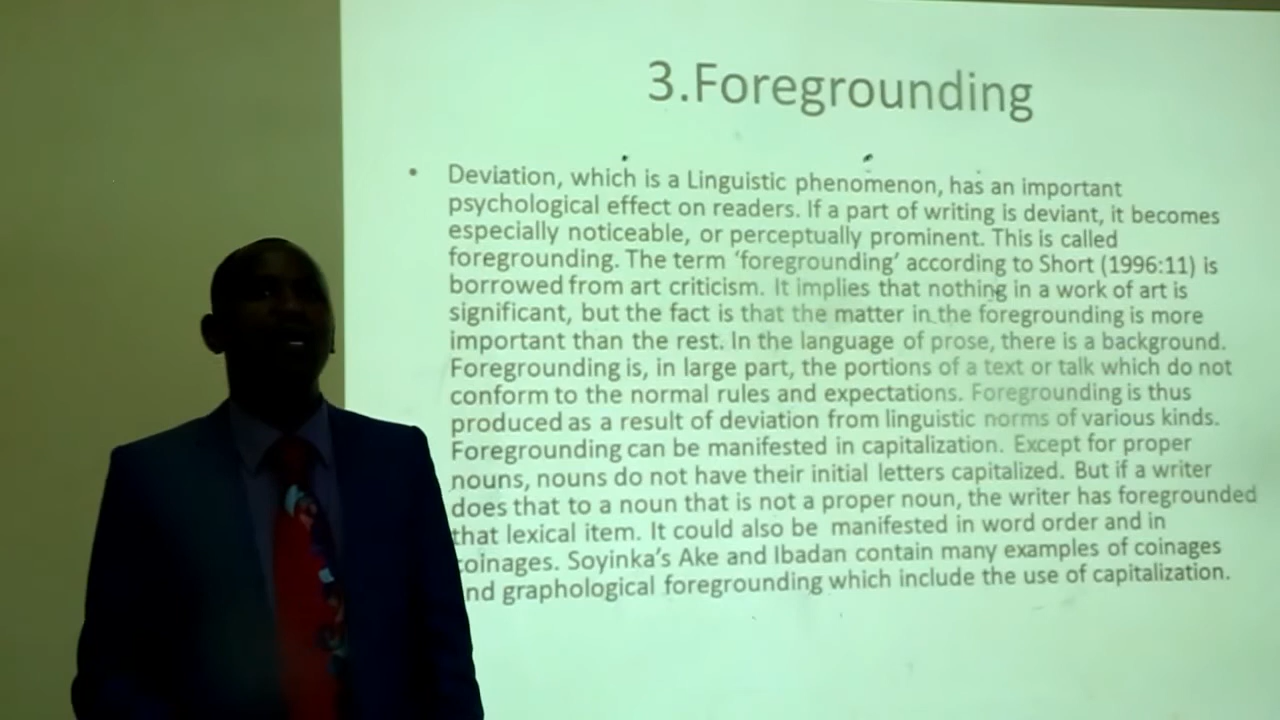 3.Foregrounding
• Deviation, which is a Linguistic phenomenon, has an important
psychological effect on readers. If a part of writing is deviant, it becomes
especially noticeable, or perceptually prominent. This is called
foregrounding. The term ‘foregrounding’ according to Short (1996:11) is
borrowed from art criticism. It implies that nothing in a work of art is
significant, but the fact is that the matter in the foregrounding is more
important than the rest. In the language of prose, there is a background.
Foregrounding is, in large part, the portions of a text or talk which do not
conform to the normal rules and expectations. Foregrounding is thus
produced as a result of deviation from linguistic norms of various kinds.
Foregrounding can be manifested in capitalization. Except for proper
nouns, nouns do not have their initial letters capitalized. But if a writer
does that to a noun that is not a proper noun, the writer has foregrounded
that lexical item. It could also be manifested in word order and in
coinages. Soyinka’s Ake and Ibadan contain many examples of coinages
and graphological foregrounding which include the use of capitalization.